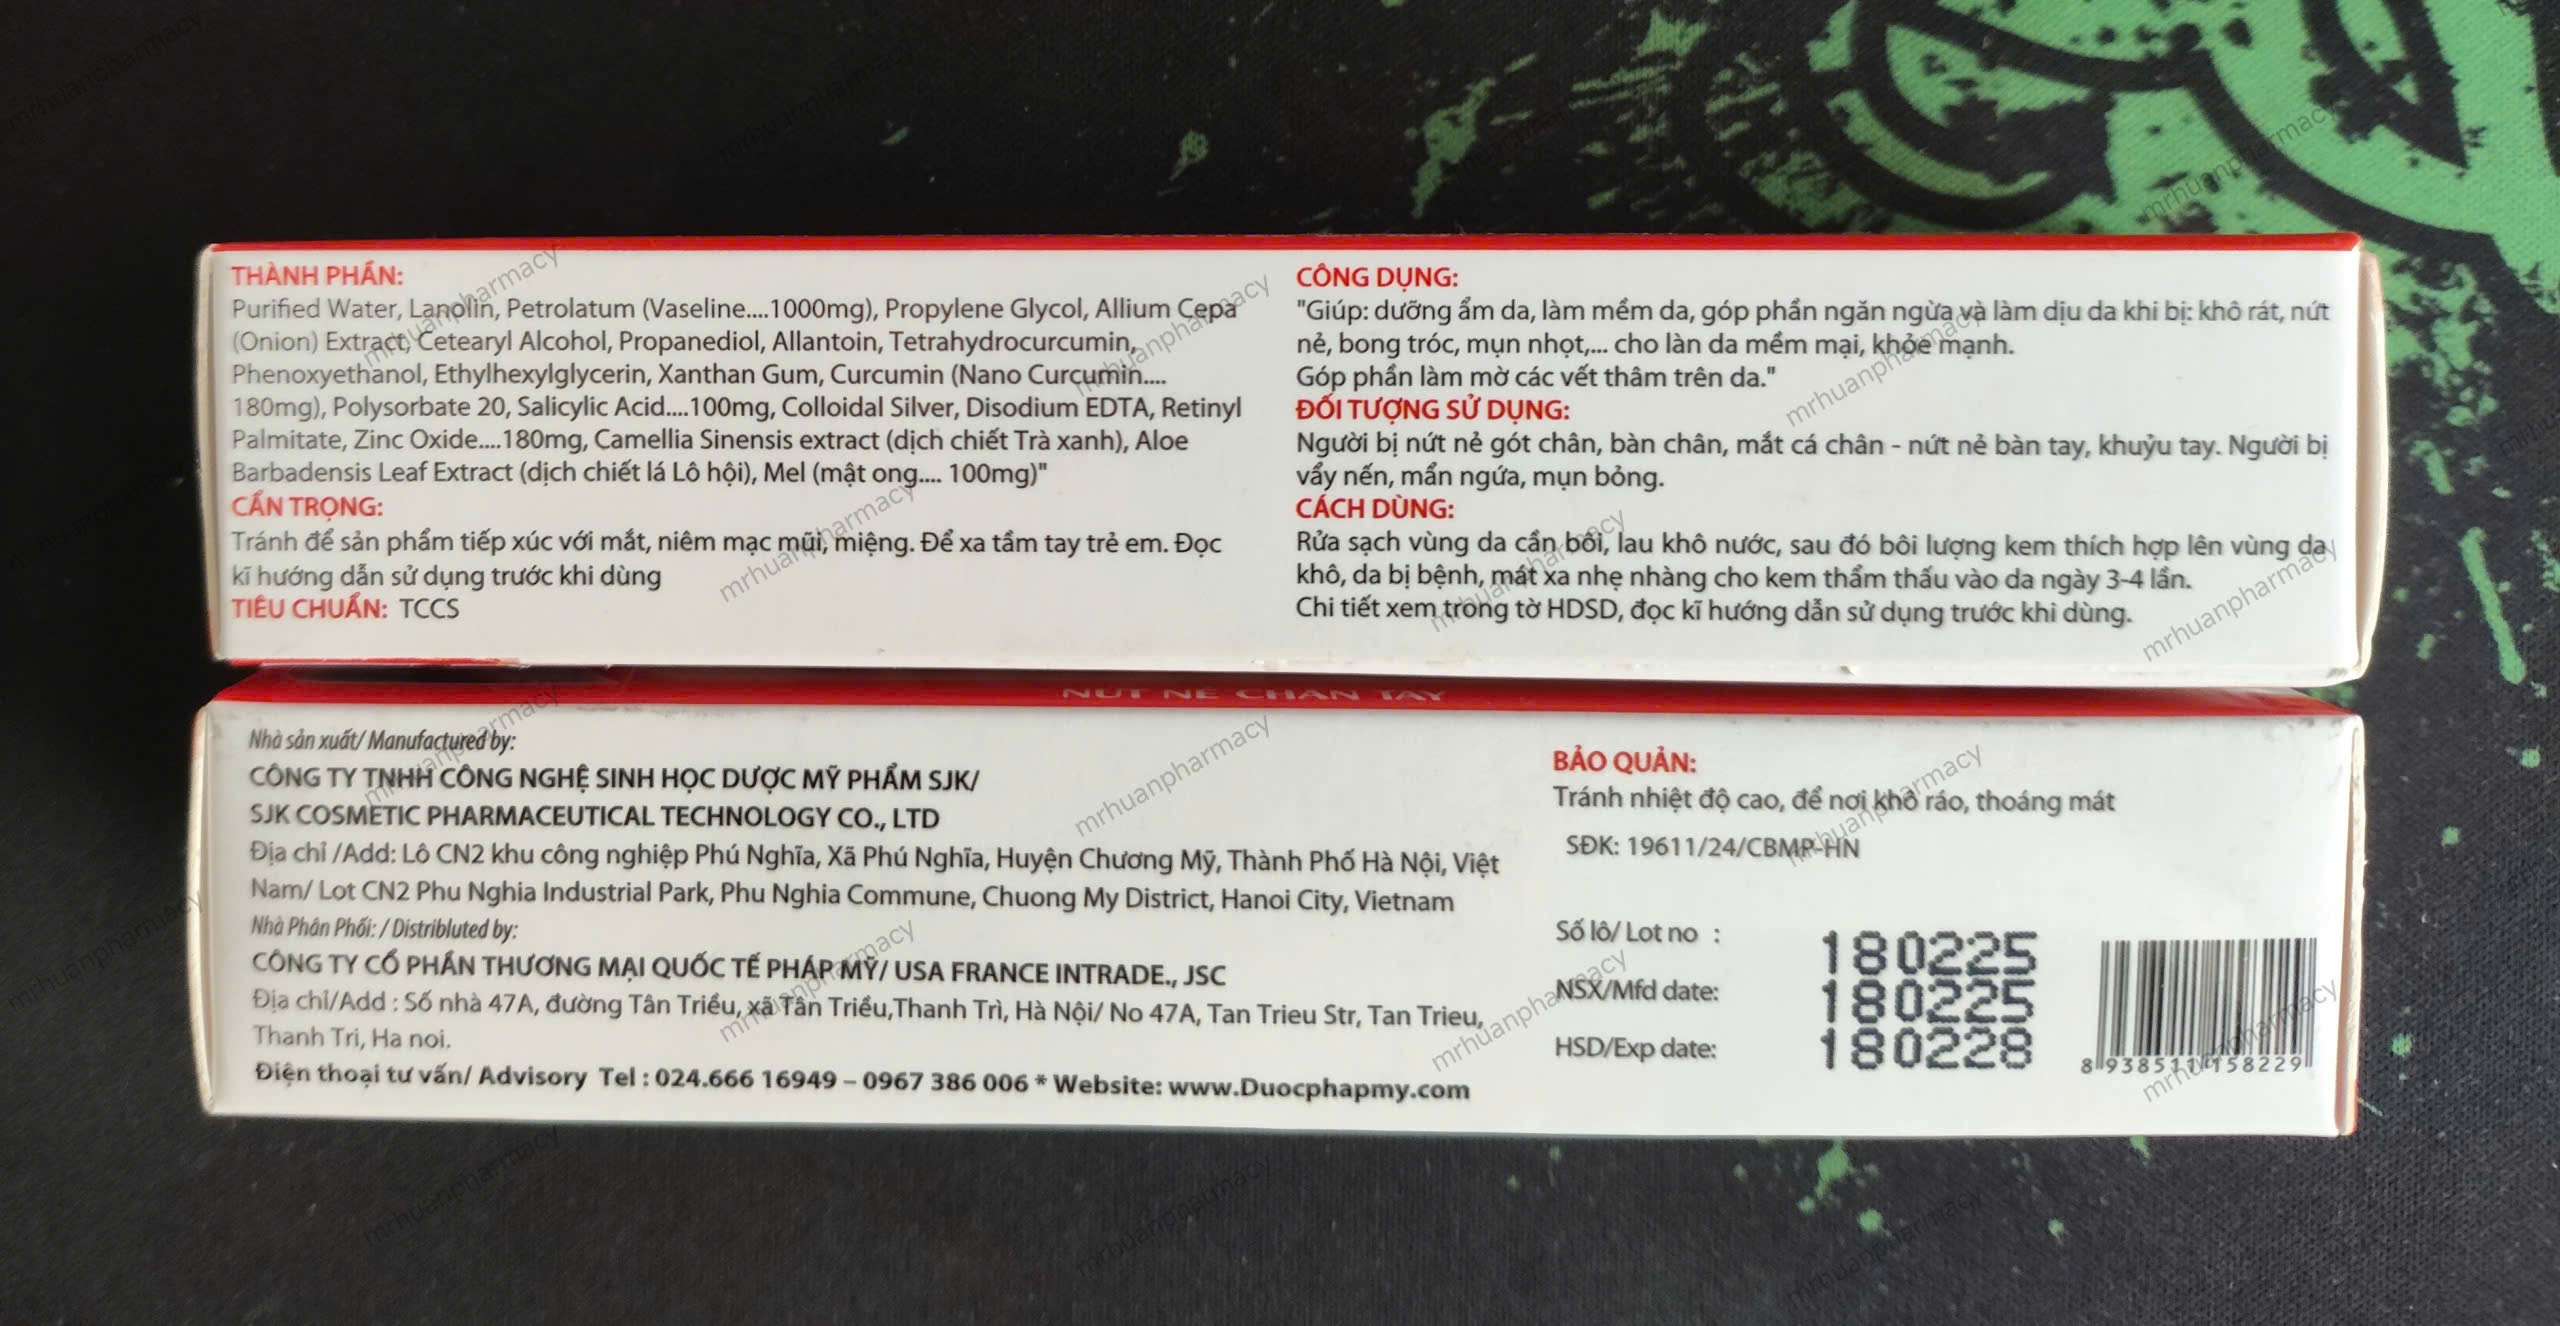 THÀNH PHẦN:
Purified Water, Lanolin, Petrolatum (Vaseline....1000mg), Propylene Glycol, Allium Cepa
(Onion) Extract, Cetearyl Alcohol, Propanediol, Allantoin, Tetrahydrocurcumin,
Phenoxyethanol, Ethylhexylglycerin, Xanthan Gum, Curcumin (Nano Curcumin....
180mg), Polysorbate 20, Salicylic Acid....100mg, Colloidal Silver, Disodium EDTA, Retinyl
Palmitate, Zinc Oxide....180mg, Camellia Sinensis extract (dịch chiết Trà xanh), Aloe
Barbadensis Leaf Extract (dịch chiết lá Lô hội), Mel (mật ong.... 100mg)"
CẨN TRỌNG:
Tránh để sản phẩm tiếp xúc với mắt, niêm mạc mũi, miệng. Để xa tầm tay trẻ em. Đọc
kĩ hướng dẫn sử dụng trước khi dùng
TIÊU CHUẨN: TCCS
CÔNG DỤNG:
"Giúp: dưỡng ẩm da, làm mềm da, góp phần ngăn ngừa và làm dịu da khi bị: khô rát, nứt
nẻ, bong tróc, mụn nhọt,... cho làn da mềm mại, khỏe mạnh.
Góp phần làm mờ các vết thâm trên da."
ĐỐI TƯỢNG SỬ DỤNG:
Người bị nứt nẻ gót chân, bàn chân, mắt cá chân - nứt nẻ bàn tay, khuỷu tay. Người bị
vẩy nến, mẩn ngứa, mụn bỏng.
CÁCH DÙNG:
Rửa sạch vùng da cần bôi, lau khô nước, sau đó bôi lượng kem thích hợp lên vùng da
khô, da bị bệnh, mát xa nhẹ nhàng cho kem thẩm thấu vào da ngày 3-4 lần.
Chi tiết xem trong tờ HDSD, đọc kĩ hướng dẫn sử dụng trước khi dùng.
NỨT NẺ CHÂN TAY
Nhà sản xuất/ Manufactured by:
CÔNG TY TNHH CÔNG NGHỆ SINH HỌC DƯỢC MỸ PHẨM SJK/
SJK COSMETIC PHARMACEUTICAL TECHNOLOGY CO., LTD
Địa chỉ /Add: Lô CN2 khu công nghiệp Phú Nghĩa, Xã Phú Nghĩa, Huyện Chương Mỹ, Thành Phố Hà Nội, Việt
Nam/ Lot CN2 Phu Nghia Industrial Park, Phu Nghia Commune, Chuong My District, Hanoi City, Vietnam
Nhà Phân Phối: / Distribluted by:
CÔNG TY CỔ PHẦN THƯƠNG MẠI QUỐC TẾ PHÁP MỸ/ USA FRANCE INTRADE., JSC
Địa chỉ/Add : Số nhà 47A, đường Tân Triều, xã Tân Triều,Thanh Trì, Hà Nội/ No 47A, Tan Trieu Str, Tan Trieu,
Thanh Tri, Ha noi.
Điện thoại tư vấn/ Advisory Tel : 024.666 16949 – 0967 386 006 * Website: www.Duocphapmy.com
BẢO QUẢN:
Tránh nhiệt độ cao, để nơi khô ráo, thoáng mát
SĐK: 19611/24/CBMP-HN
Số lô/ Lot no : 180225
NSX/Mfd date: 180225
HSD/Exp date: 180228
8 938511 158229
mrhuanpharmacy